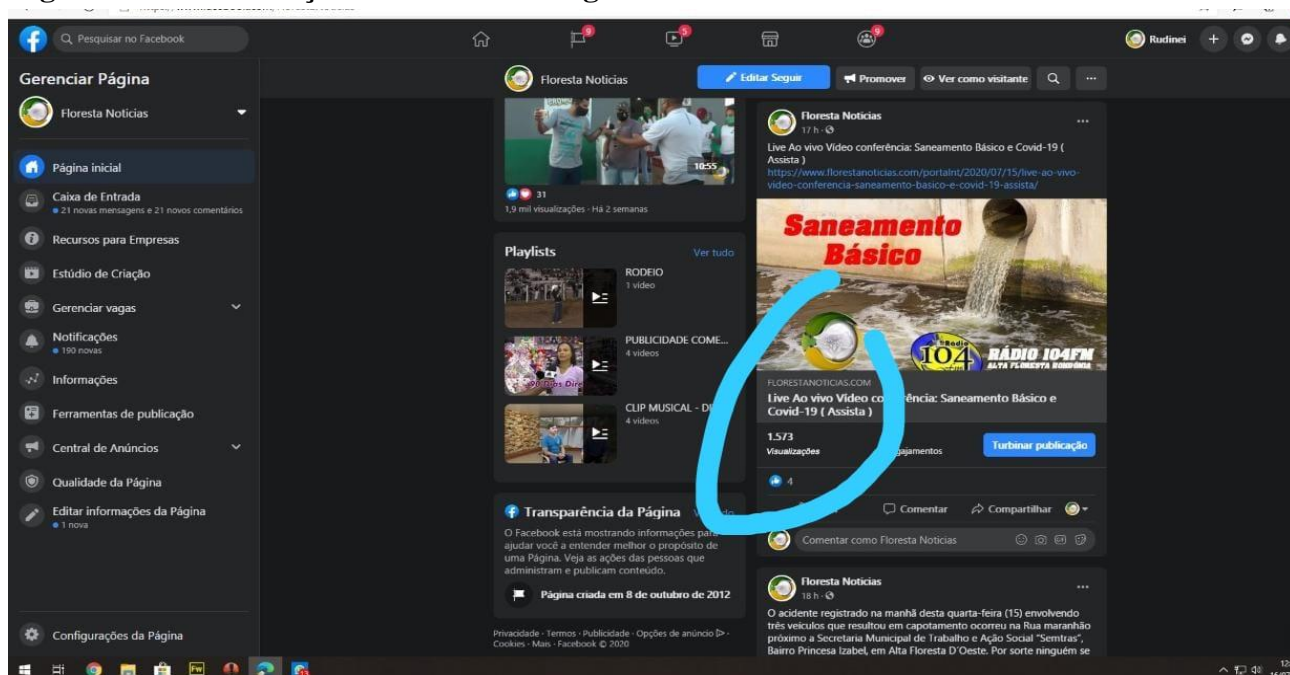 Pesquisar no Facebook
9
5
9
Rudinei
Gerenciar Página
Floresta Noticias
Página inicial
Caixa de Entrada
21 novas mensagens e 21 novos comentários
Recursos para Empresas
Estúdio de Criação
Gerenciar vagas
Notificações
190 novas
Informações
Ferramentas de publicação
Central de Anúncios
Qualidade da Página
Editar informações da Página
1 nova
Configurações da Página
Floresta Noticias
Editar Seguir
Promover
Ver como visitante
10:55
31
1,9 mil visualizações · Há 2 semanas
Playlists
Ver tudo
RODEIO
1 vídeo
PUBLICIDADE COME...
4 vídeos
90 Dias
CLIP MUSICAL -
4 vídeos
Transparência da Página
O Facebook está mostrando informações para
ajudar você a entender melhor o propósito de
uma Página. Veja as ações das pessoas que
administram e publicam conteúdo.
Página criada em 8 de outubro de 2012
Privacidade · Termos · Publicidade · Opções de anúncio ·
Cookies · Mais · Facebook © 2020
Floresta Noticias
17 h ·
Live Ao vivo Vídeo conferência: Saneamento Básico e Covid-19 (
Assista )
https://www.florestanoticias.com/portalnt/2020/07/15/live-ao-vivo-
video-conferencia-saneamento-basico-e-covid-19-assista/
Saneamento
Básico
Radio
104
RÁDIO 104FM
ALTA FLORESTA RONDONIA
FLORESTANOTICIAS.COM
Live Ao vivo Vídeo conferência: Saneamento Básico e
Covid-19 ( Assista )
1.573
Visualizações
Turbinar publicação
4
Comentar
Compartilhar
Comentar como Floresta Noticias
Floresta Noticias
18 h ·
O acidente registrado na manhã desta quarta-feira (15) envolvendo
três veículos que resultou em capotamento ocorreu na Rua maranhão
próximo a Secretaria Municipal de Trabalho e Ação Social "Semtras",
Bairro Princesa Izabel, em Alta Floresta D'Oeste. Por sorte ninguém se
Fw
13